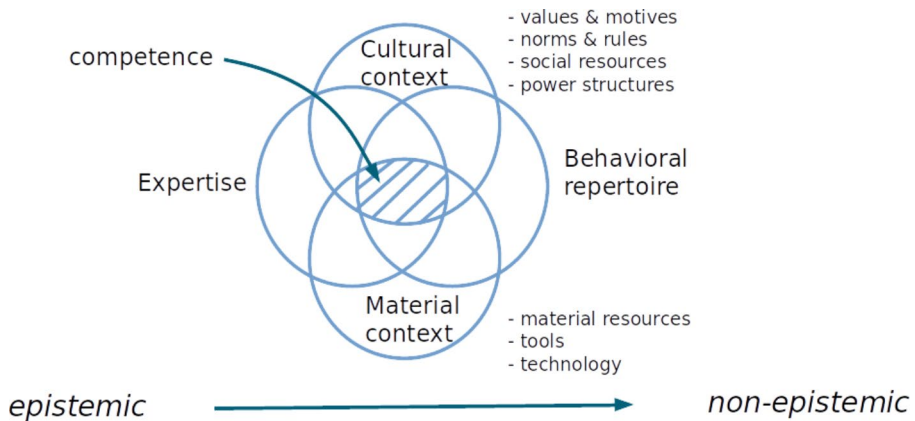 - values & motives
- norms & rules
- social resources
- power structures
competence
Cultural
context
Expertise
Behavioral
repertoire
Material
context
- material resources
- tools
- technology
epistemic
non-epistemic